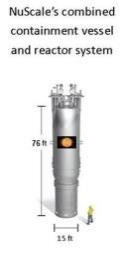 NuScale's combined
containment vessel
and reactor system
76 ft
15 ft